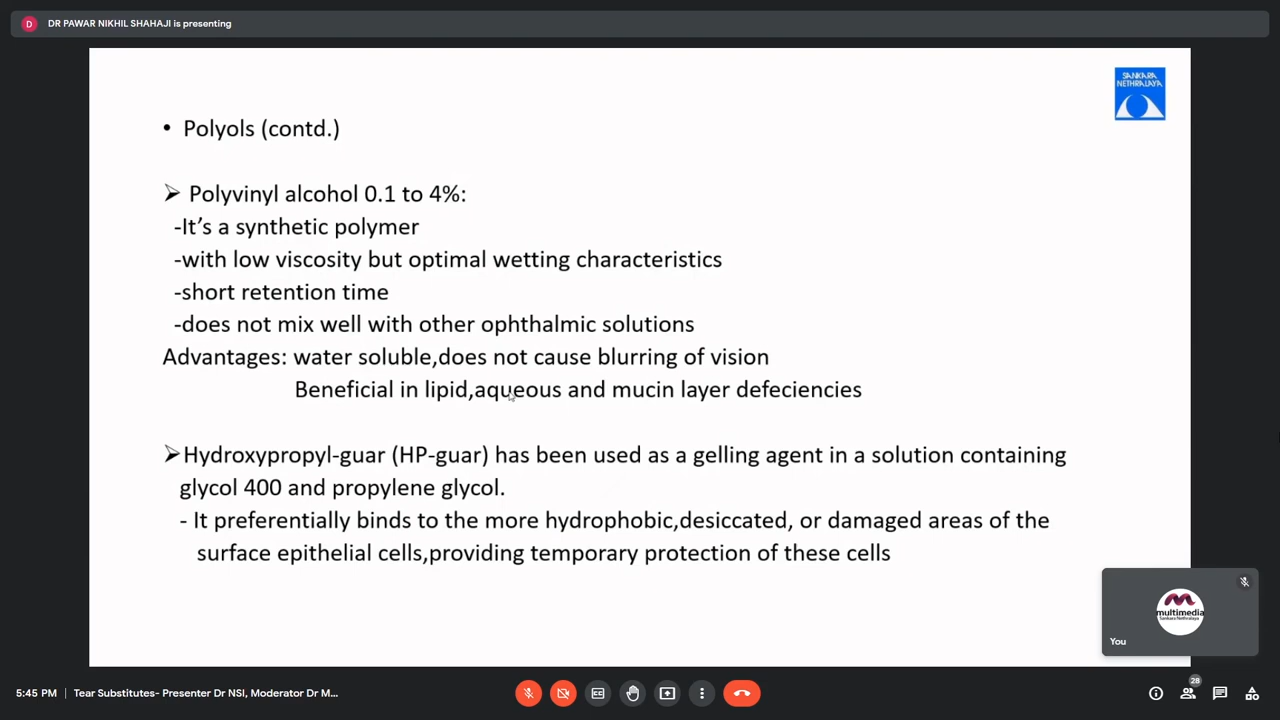 D DR PAWAR NIKHIL SHAHAJI is presenting
SANKARA
NETHRALAYA
• Polyols (contd.)
➢ Polyvinyl alcohol 0.1 to 4%:
-It’s a synthetic polymer
-with low viscosity but optimal wetting characteristics
-short retention time
-does not mix well with other ophthalmic solutions
Advantages: water soluble,does not cause blurring of vision
Beneficial in lipid,aqueous and mucin layer defeciencies
➢Hydroxypropyl-guar (HP-guar) has been used as a gelling agent in a solution containing
glycol 400 and propylene glycol.
- It preferentially binds to the more hydrophobic,desiccated, or damaged areas of the
surface epithelial cells,providing temporary protection of these cells
multimedia
Sankara Nethralaya
You
5:45 PM | Tear Substitutes- Presenter Dr NSI, Moderator Dr M...
28